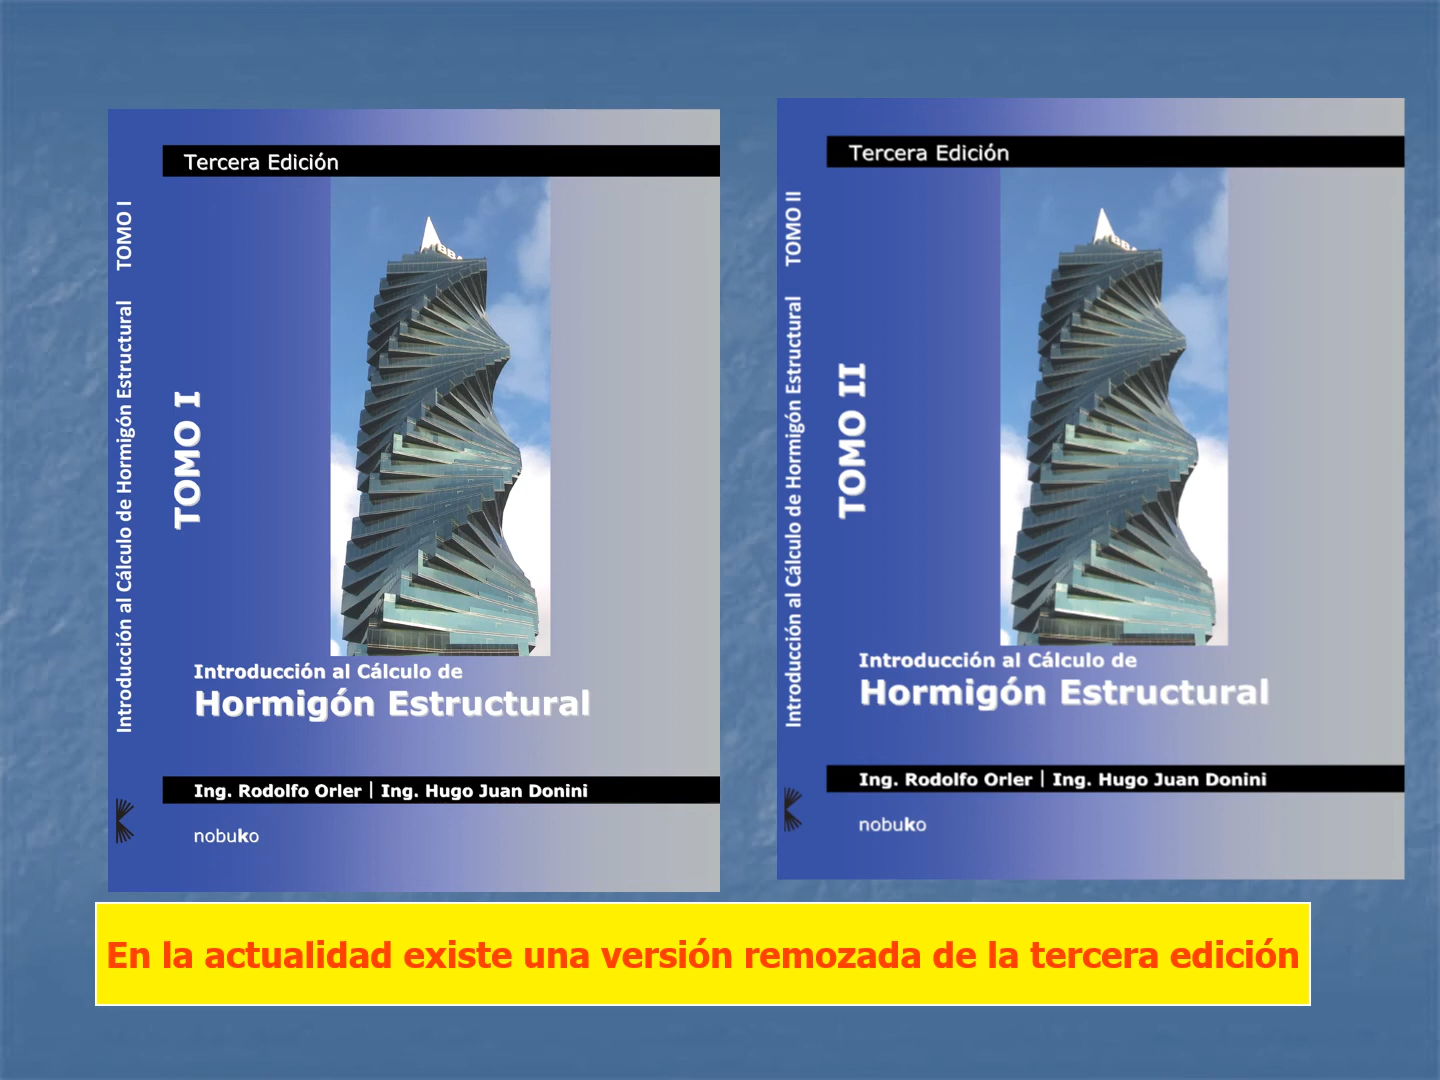 Tercera Edición
Introducción al Cálculo de Hormigón Estructural TOMO I
TOMO I
Introducción al Cálculo de
Hormigón Estructural
Ing. Rodolfo Orler | Ing. Hugo Juan Donini
nobuko
Tercera Edición
Introducción al Cálculo de Hormigón Estructural TOMO II
TOMO II
Introducción al Cálculo de
Hormigón Estructural
Ing. Rodolfo Orler | Ing. Hugo Juan Donini
nobuko
En la actualidad existe una versión remozada de la tercera edición